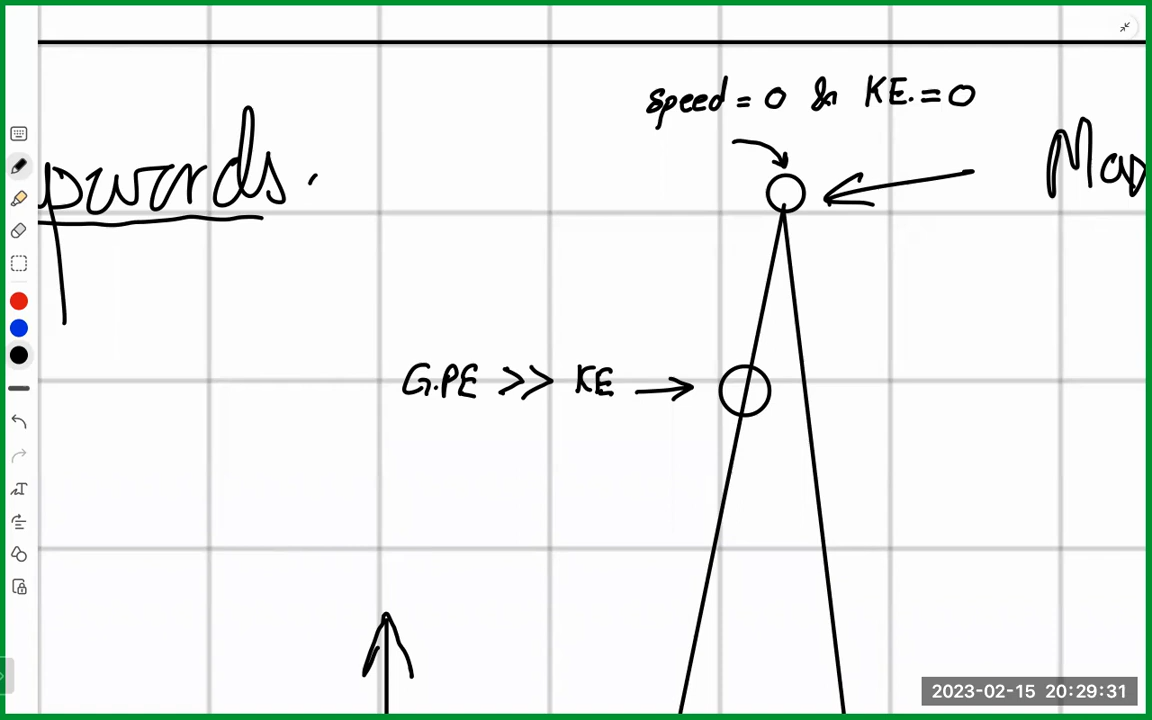 speed = 0 & KE. = 0
pwards.
G.PE >> KE →
2023-02-15 20:29:31